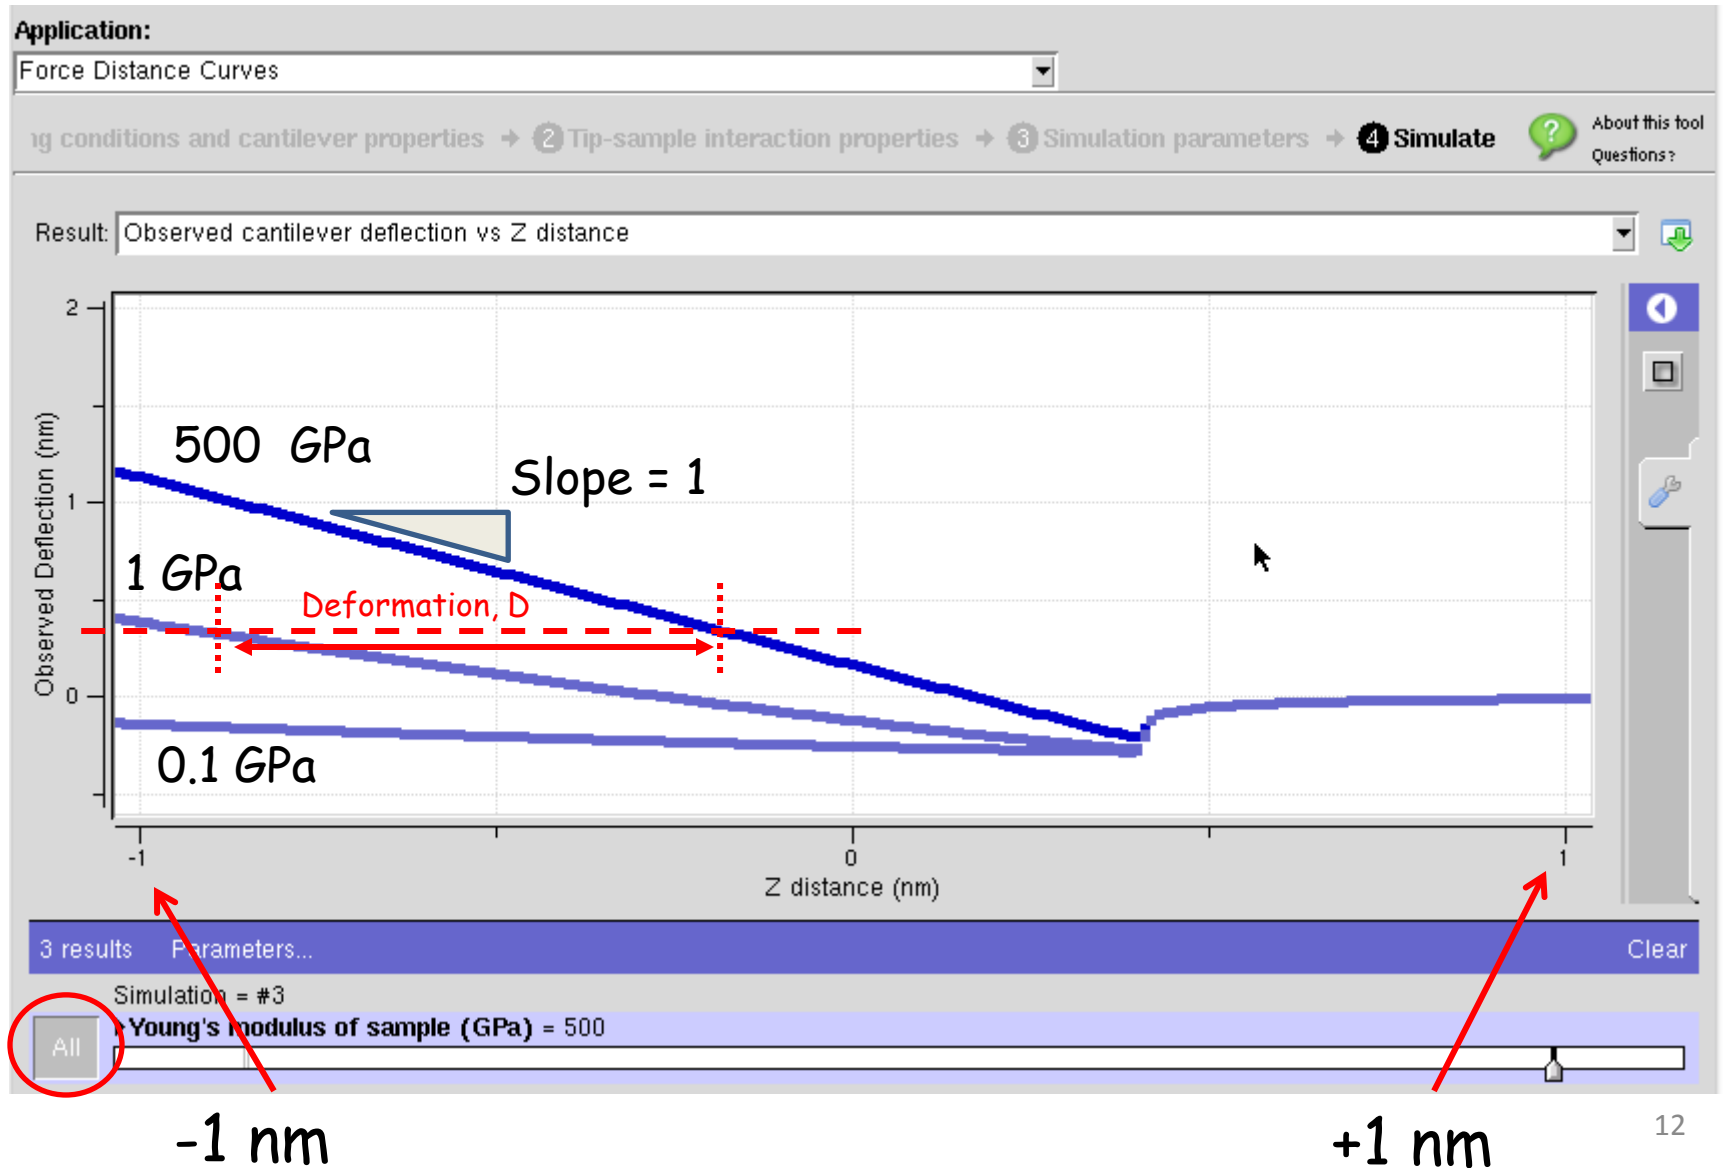 Application:
Force Distance Curves
ng conditions and cantilever properties → 2 Tip-sample interaction properties → 3 Simulation parameters → 4 Simulate
? About this tool
Questions?
Result: Observed cantilever deflection vs Z distance
2
1
0
Observed Deflection (nm)
500 GPa
Slope = 1
1 GPa
Deformation, D
0.1 GPa
-1 0 1
Z distance (nm)
3 results Parameters... Clear
Simulation = #3
All
Young's modulus of sample (GPa) = 500
-1 nm
+1 nm
12